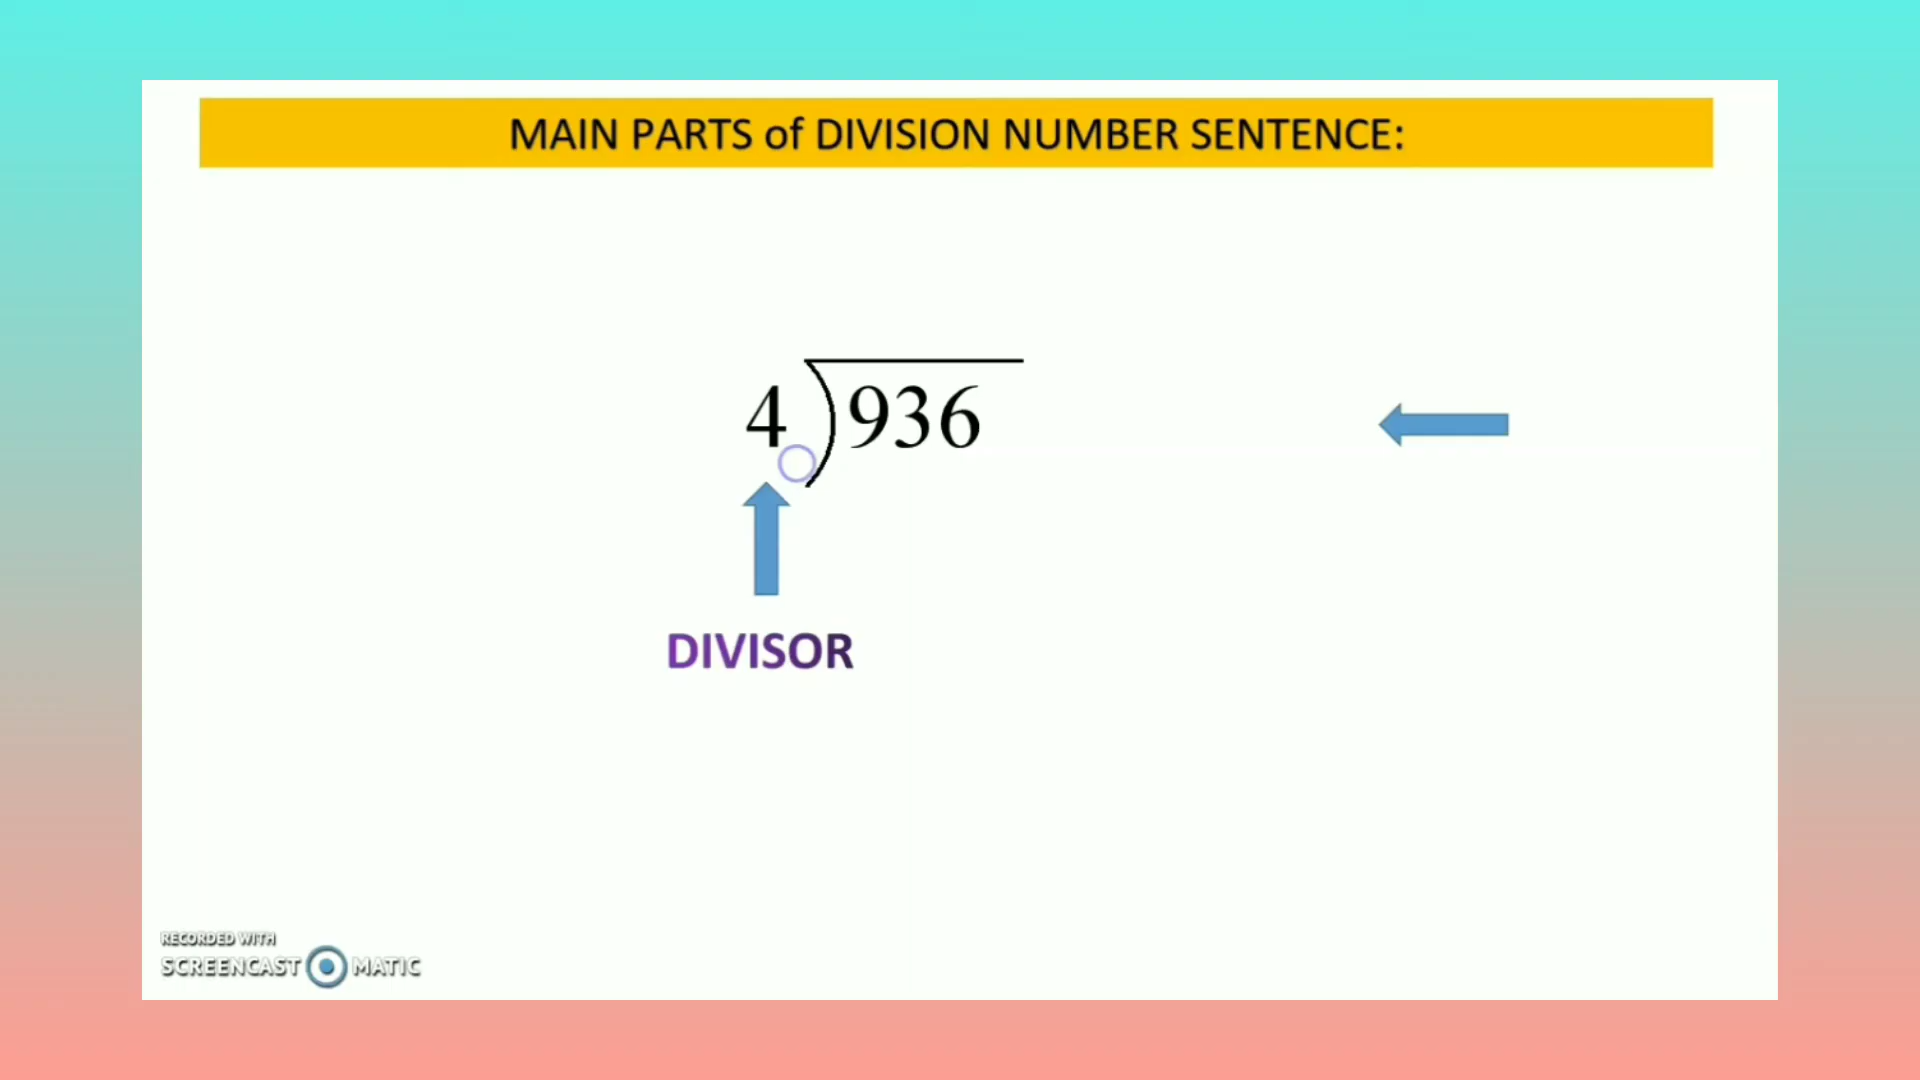 MAIN PARTS of DIVISION NUMBER SENTENCE:
4 936
DIVISOR
RECORDED WITH
SCREENCAST MATIC